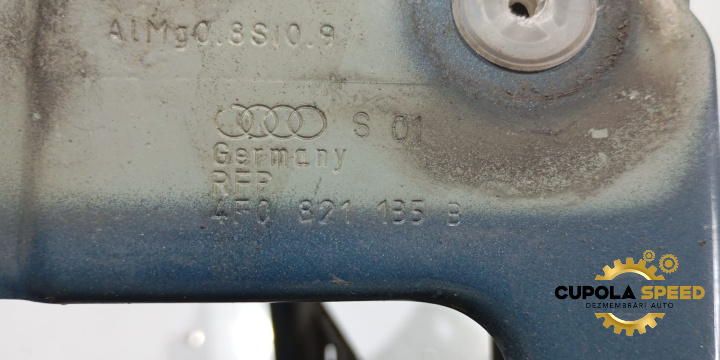 AlMg0.8Si0.9
S 01
Germany
RFP
4F0 821 135 B
CUPOLA SPEED
DEZMEMBRĂRI AUTO